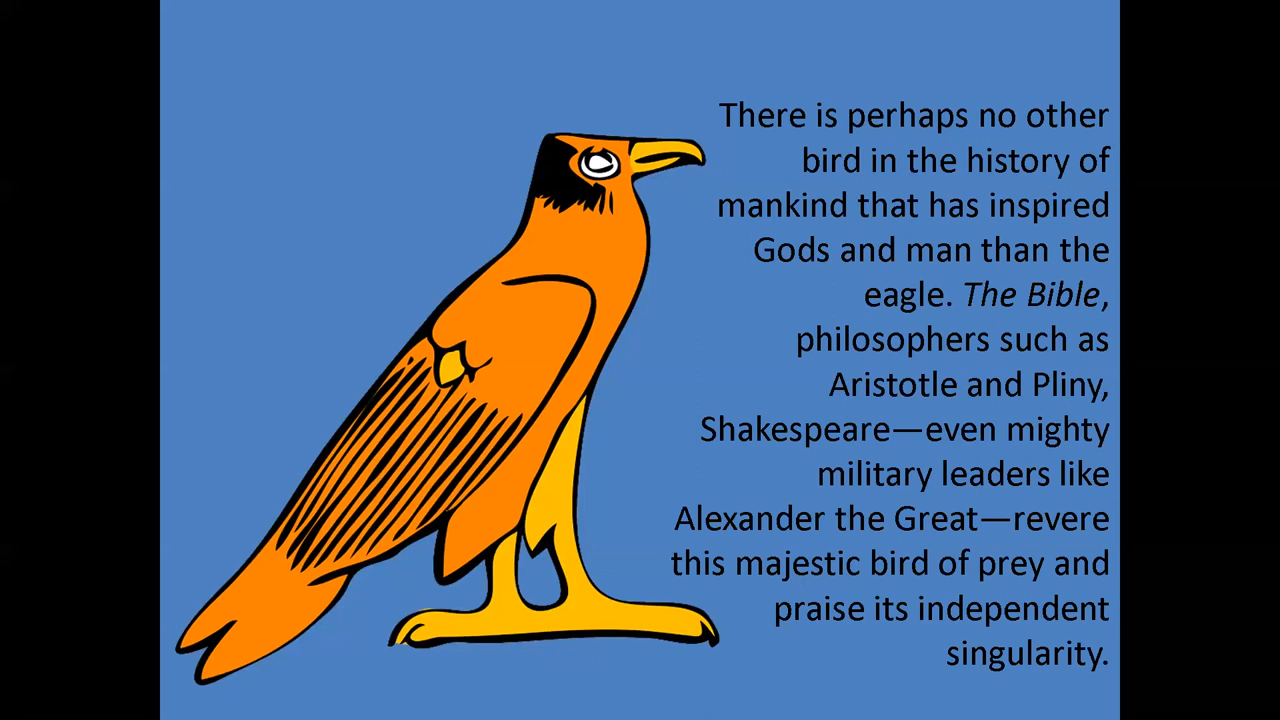 There is perhaps no other
bird in the history of
mankind that has inspired
Gods and man than the
eagle. The Bible,
philosophers such as
Aristotle and Pliny,
Shakespeare—even mighty
military leaders like
Alexander the Great—revere
this majestic bird of prey and
praise its independent
singularity.